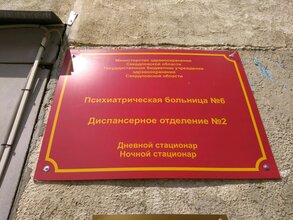 Министерство здравоохранения
Свердловской области
Государственное бюджетное учреждение
здравоохранения
Свердловской области
Психиатрическая больница №6
Диспансерное отделение №2
Дневной стационар
Ночной стационар